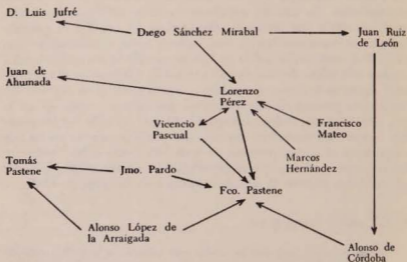 D. Luis Jufré
Diego Sánchez Mirabal
Juan Ruiz
de León
Juan de
Ahumada
Lorenzo
Pérez
Vicencio
Pascual
Francisco
Mateo
Marcos
Hernández
Tomás
Pastene
Jmo. Pardo
Fco. Pastene
Alonso López de
la Arraigada
Alonso de
Córdoba